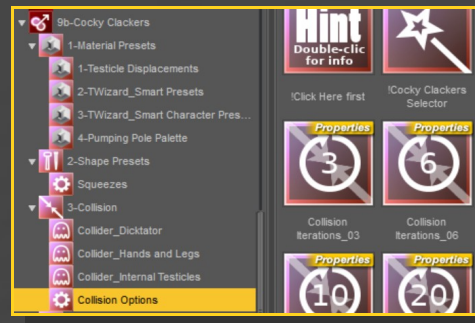 9b-Cocky Clackers
1-Material Presets
1-Testicle Displacements
2-TWizard_Smart Presets
3-TWizard_Smart Character Pres...
4-Pumping Pole Palette
2-Shape Presets
Squeezes
3-Collision
Collider_Dicktator
Collider_Hands and Legs
Collider_Internal Testicles
Collision Options
Hint
Double-clic
for info
!Click Here first
!Cocky Clackers
Selector
Properties
3
Collision
Iterations_03
Properties
6
Collision
Iterations_06
Properties
10
Properties
20